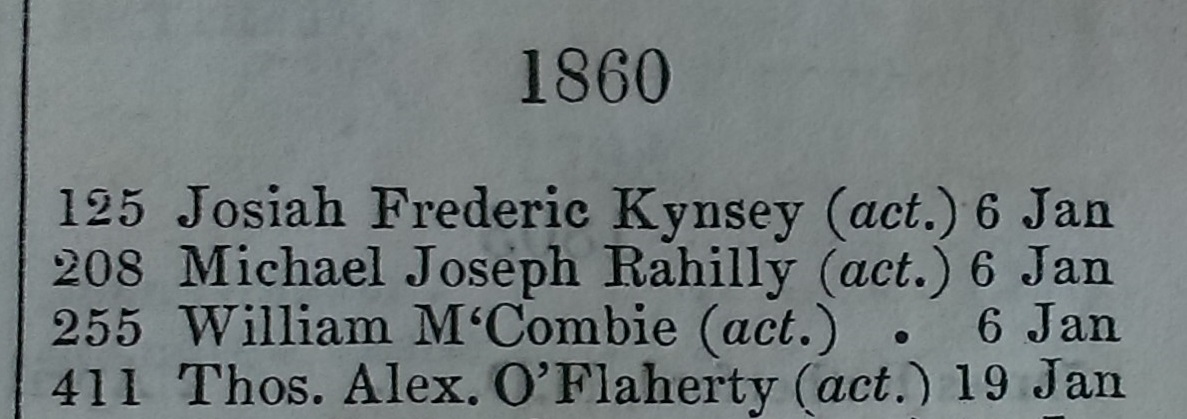 1860
125 Josiah Frederic Kynsey (act.) 6 Jan
208 Michael Joseph Rahilly (act.) 6 Jan
255 William M‘Combie (act.) . 6 Jan
411 Thos. Alex. O’Flaherty (act.) 19 Jan